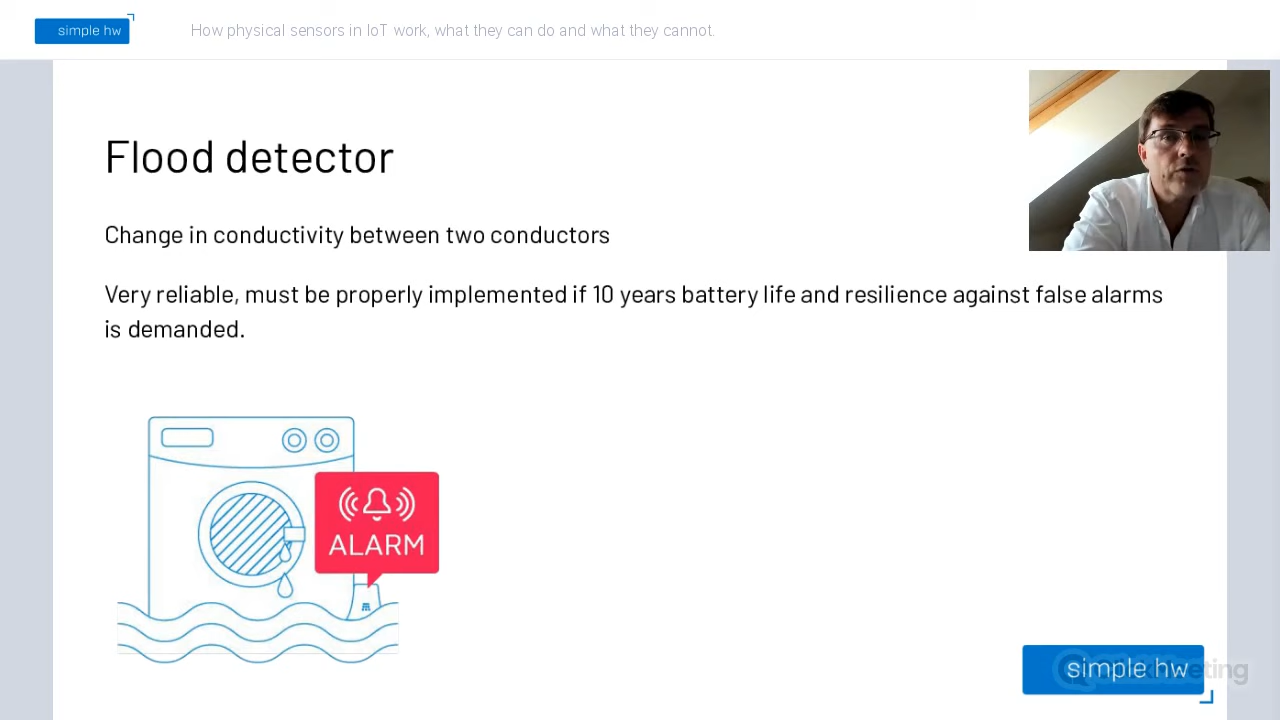 simple hw
How physical sensors in IoT work, what they can do and what they cannot.
Flood detector
Change in conductivity between two conductors
Very reliable, must be properly implemented if 10 years battery life and resilience against false alarms
is demanded.
ALARM
simple hw